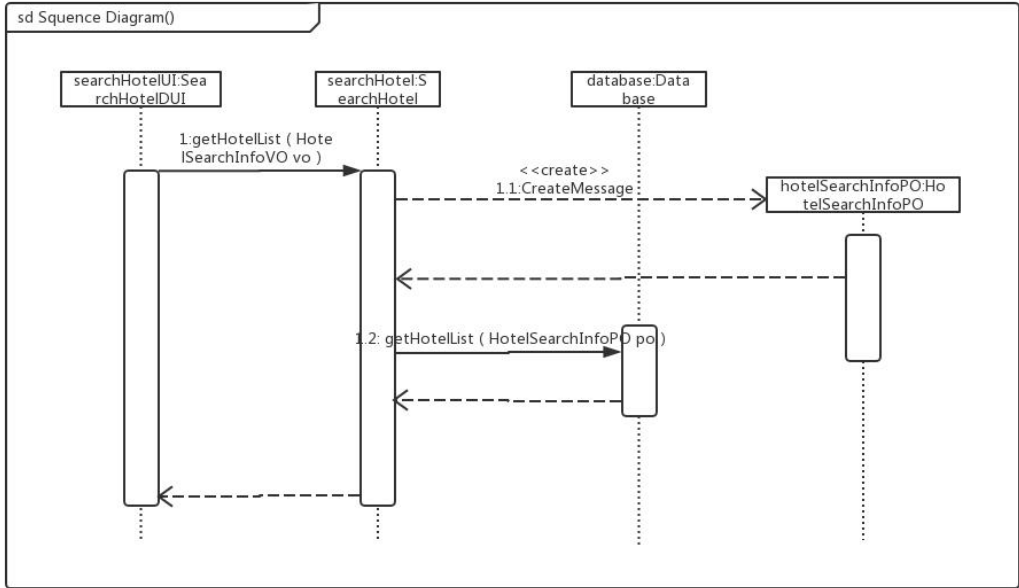 sd Squence Diagram()
searchHotelUI:Sea
rchHotelDUI
searchHotel:S
earchHotel
database:Data
base
1:getHotelList ( Hote
lSearchInfoVO vo )
<<create>>
1.1:CreateMessage
hotelSearchInfoPO:Ho
telSearchInfoPO
1.2: getHotelList ( HotelSearchInfoPO po )